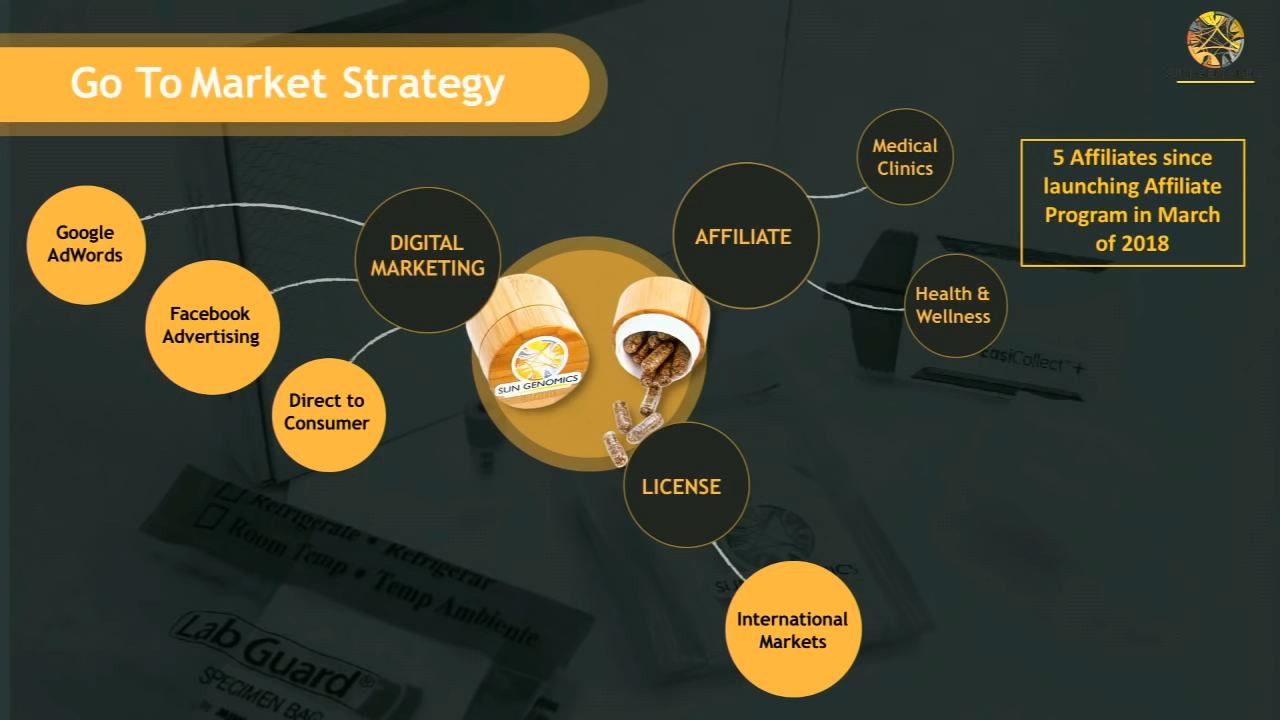 Go To Market Strategy
Google
AdWords
Facebook
Advertising
Direct to
Consumer
DIGITAL
MARKETING
SUN GENOMICS
AFFILIATE
Medical
Clinics
Health &
Wellness
5 Affiliates since
launching Affiliate
Program in March
of 2018
LICENSE
International
Markets
easiCollect™+
Refrigerate • Refrigerar
Room Temp • Temp Ambiente
Lab Guard®
SPECIMEN BAG